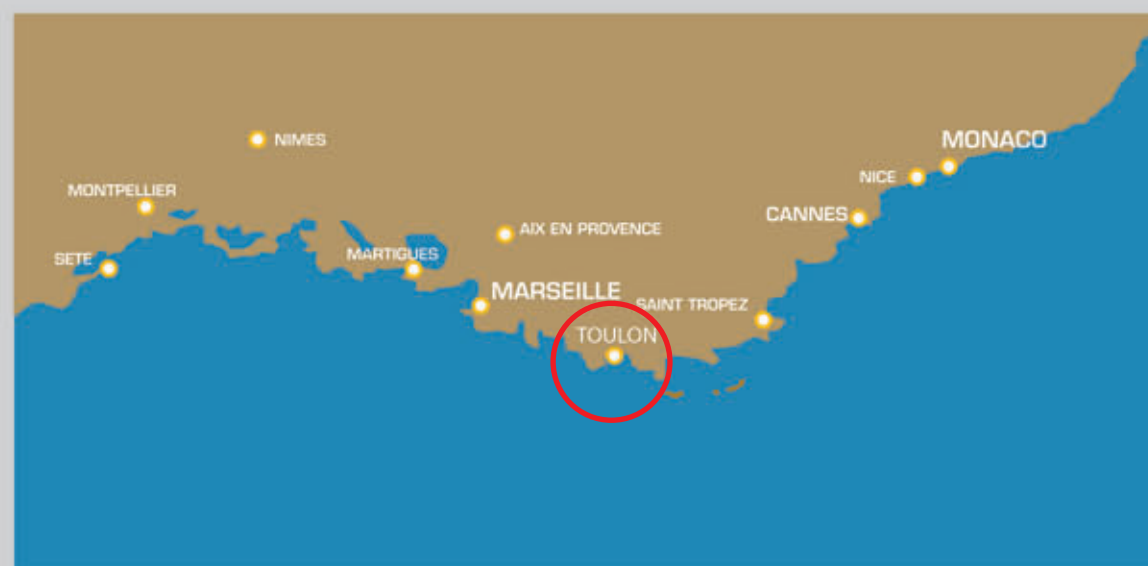 NIMES
MONACO
NICE
MONTPELLIER
CANNES
AIX EN PROVENCE
MARTIGUES
SETE
MARSEILLE
SAINT TROPEZ
TOULON